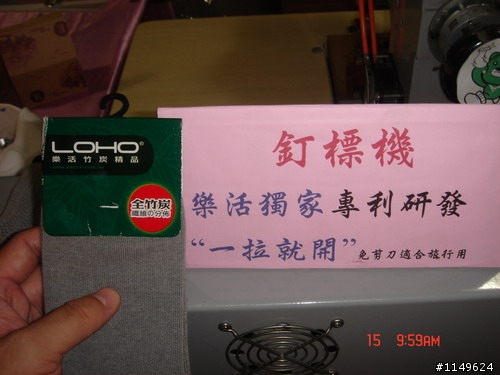 LOHO
樂活竹炭精品
全竹炭
纖維の分佈
釘標機
樂活獨家專利研發
“一拉就開”免剪刀適合旅行用
15 9:59AM
#1149624